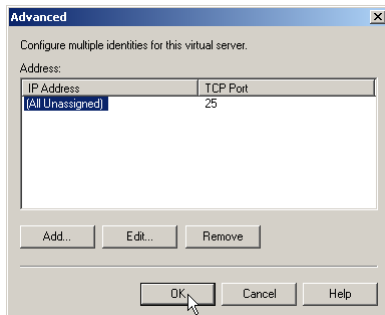 Advanced
Configure multiple identities for this virtual server.
Address:
IP Address TCP Port
(All Unassigned) 25
Add... Edit... Remove
OK Cancel Help